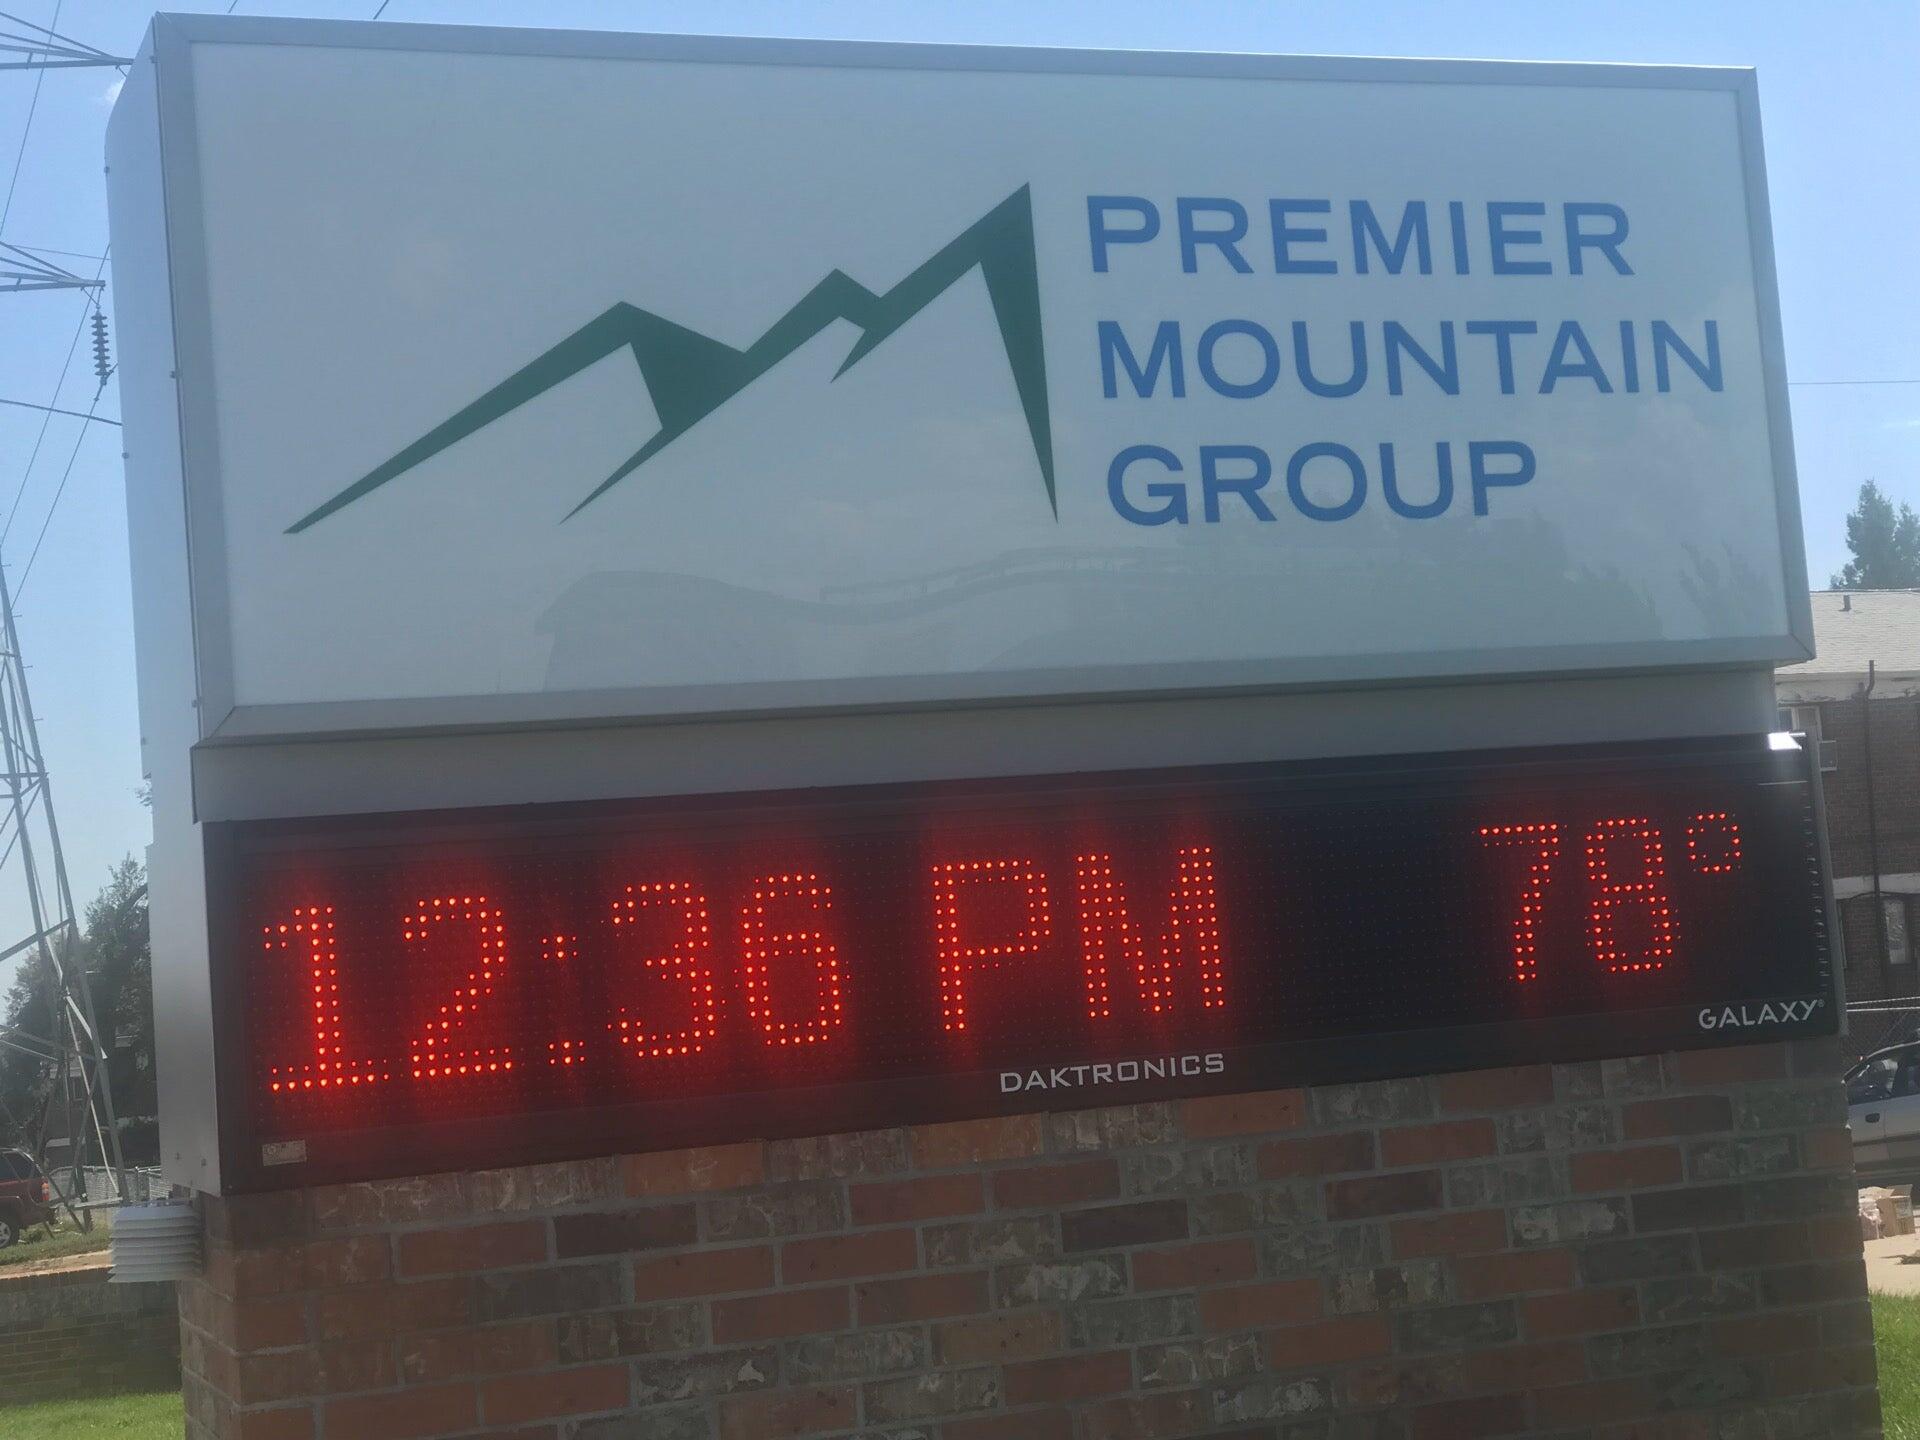 PREMIER
MOUNTAIN
GROUP
12:36 PM 78°
GALAXY®
DAKTRONICS